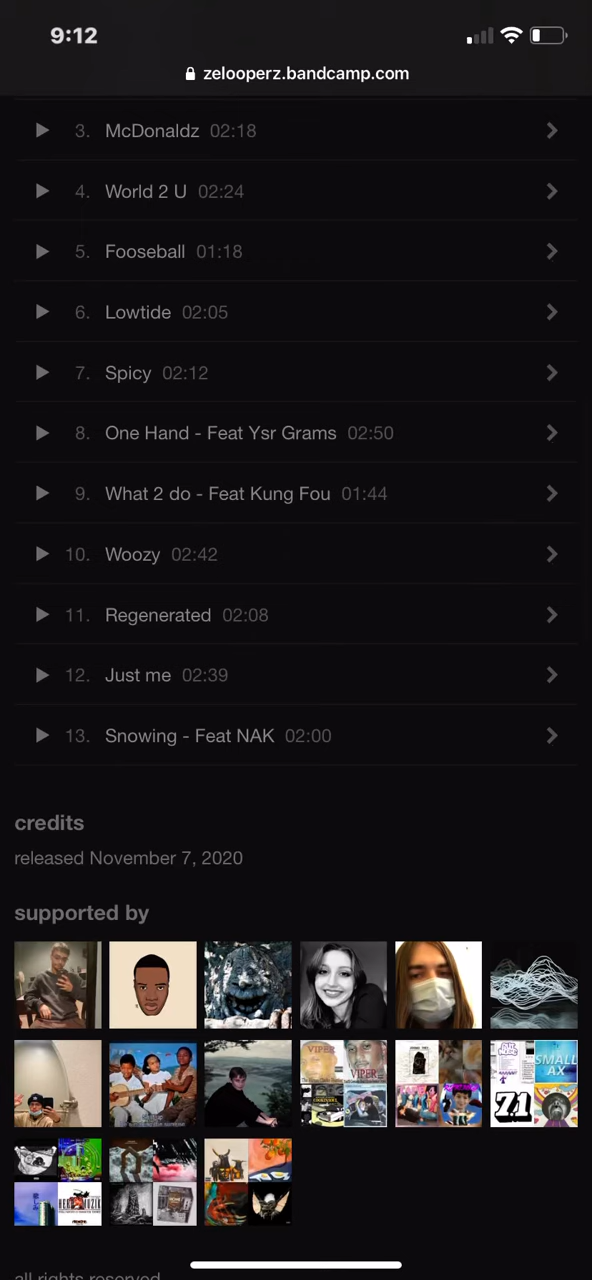 9:12
zelooperz.bandcamp.com
3. McDonaldz 02:18
4. World 2 U 02:24
5. Fooseball 01:18
6. Lowtide 02:05
7. Spicy 02:12
8. One Hand - Feat Ysr Grams 02:50
9. What 2 do - Feat Kung Fou 01:44
10. Woozy 02:42
11. Regenerated 02:08
12. Just me 02:39
13. Snowing - Feat NAK 02:00
credits
released November 7, 2020
supported by
VIPER
VIPER
SMALL
AX
Z1
all rights reserved